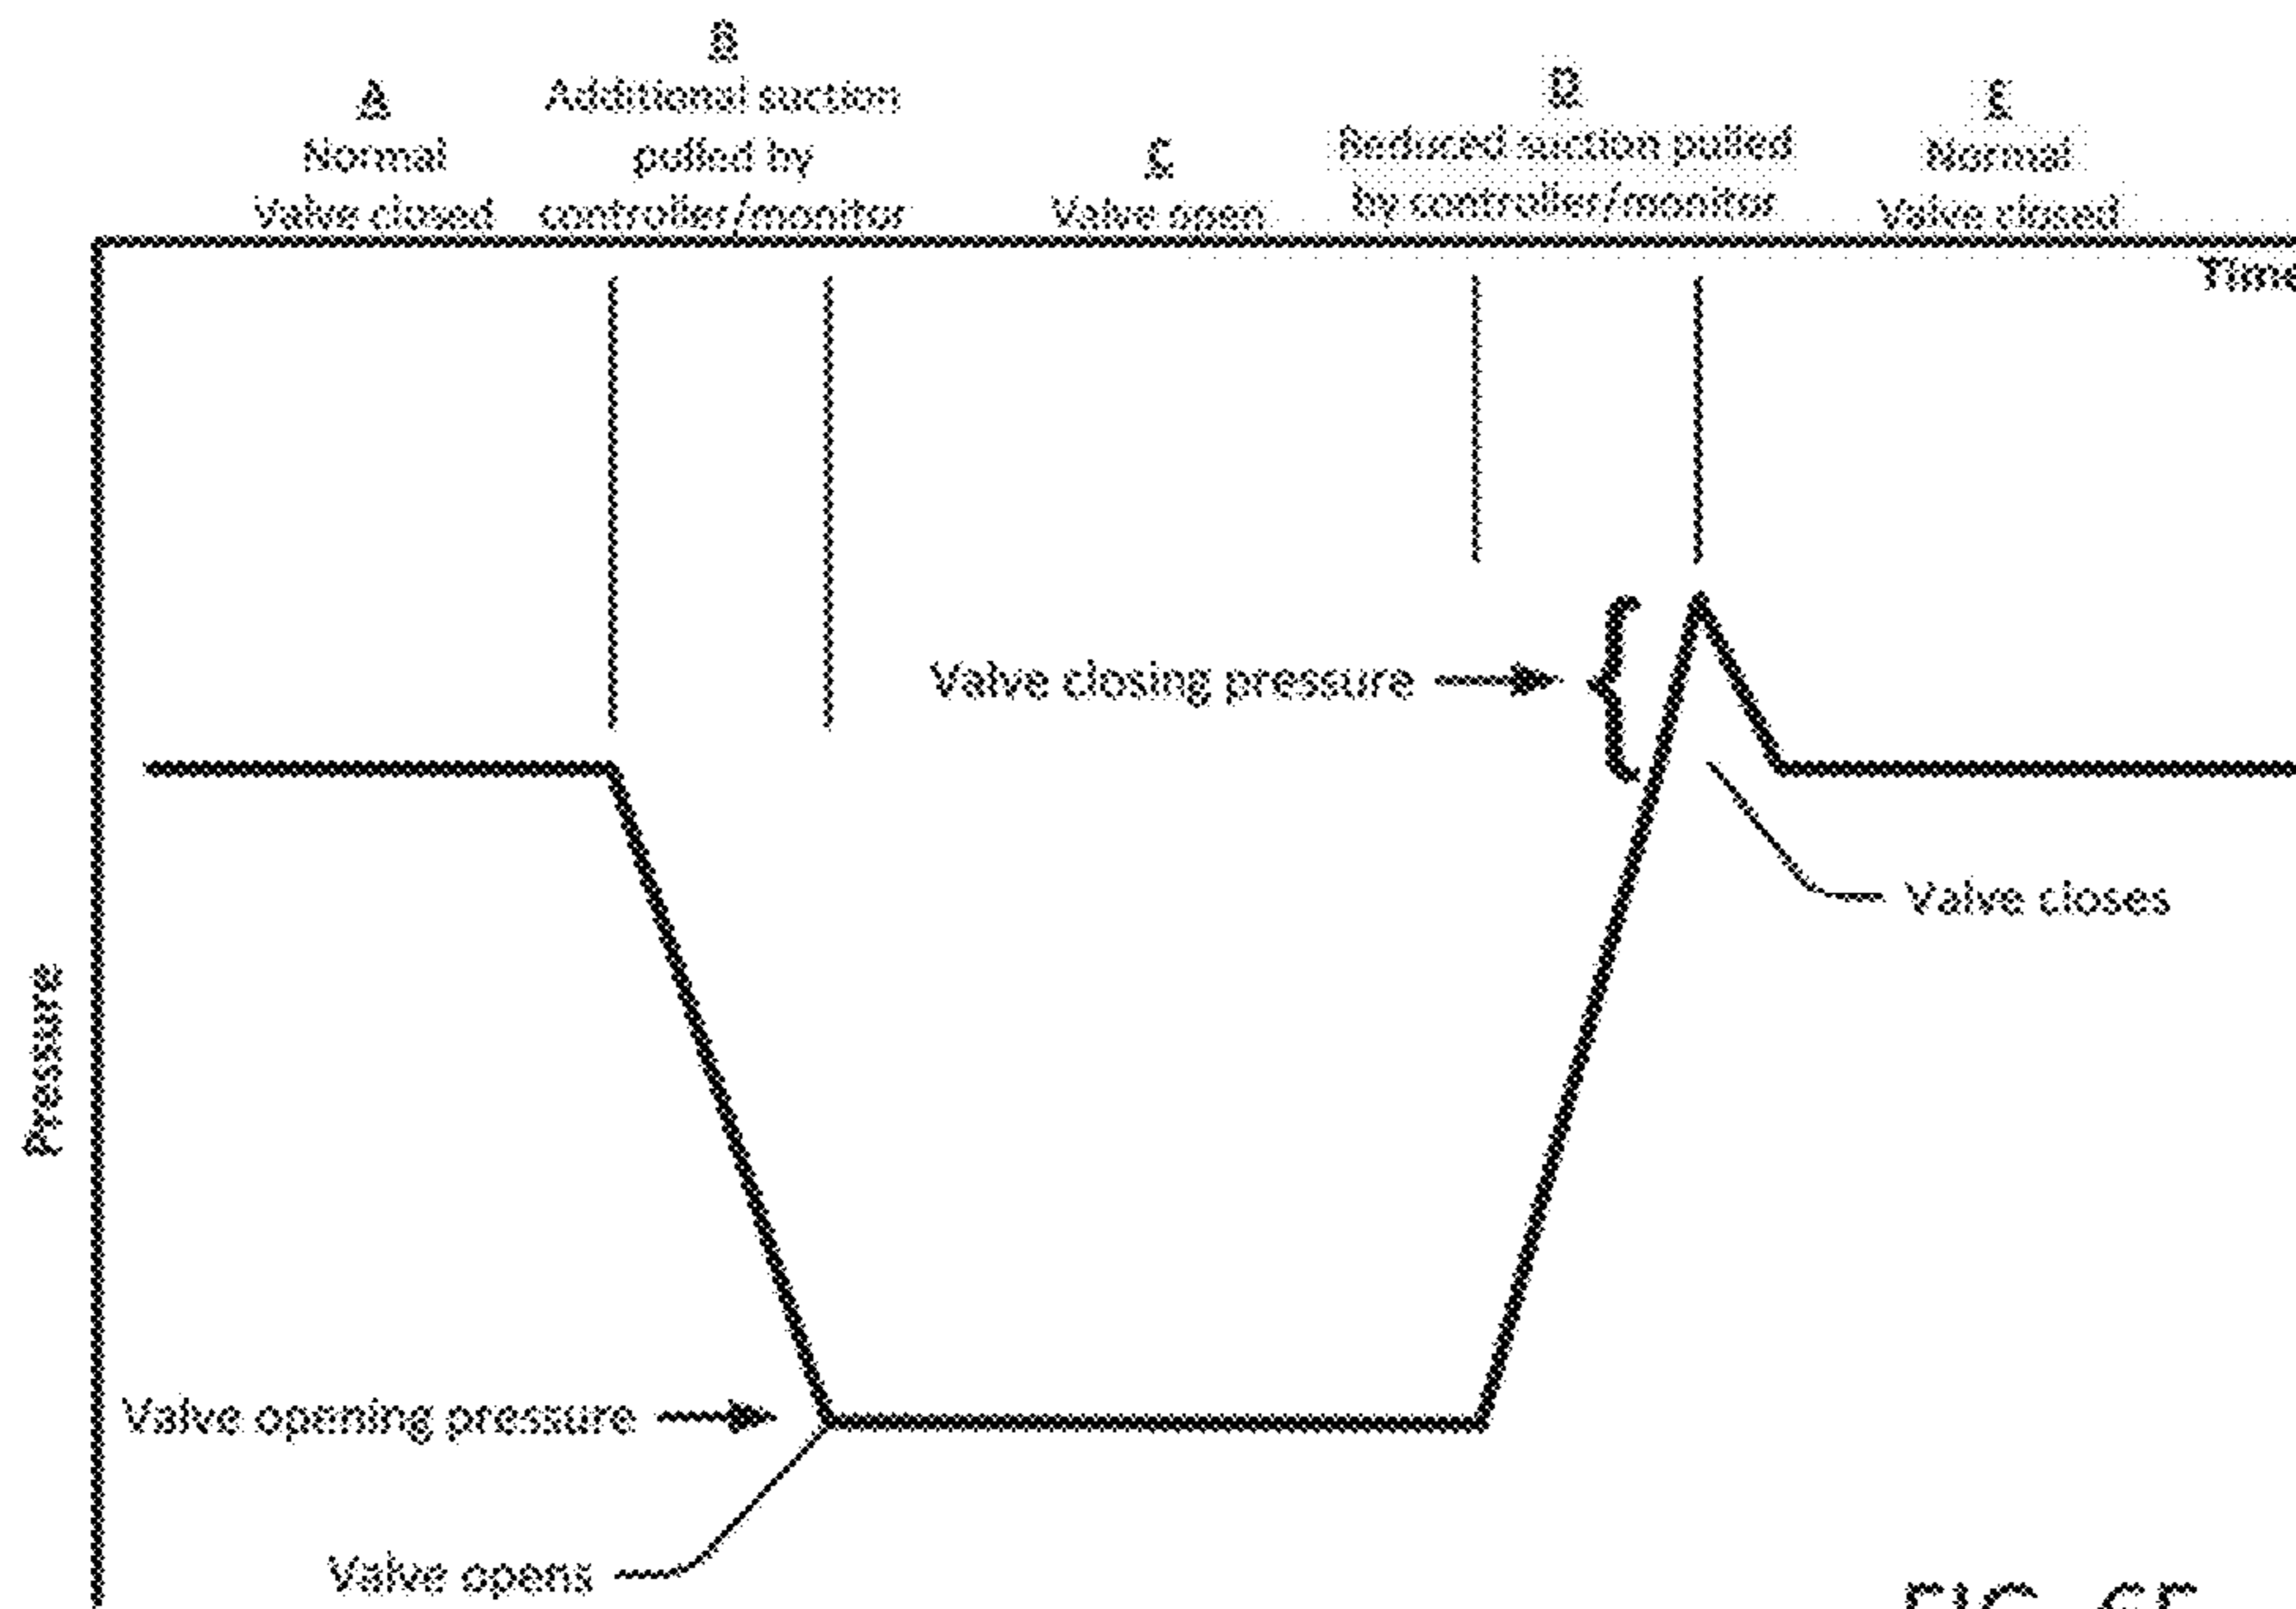 A
Normal
Valve closed
B
Additional suction
pulled by
controller/monitor
C
Valve open
D
Reduced suction pulled
by controller/monitor
E
Normal
Valve closed
Time
Valve closing pressure
Valve closes
Pressure
Valve opening pressure
Valve opens